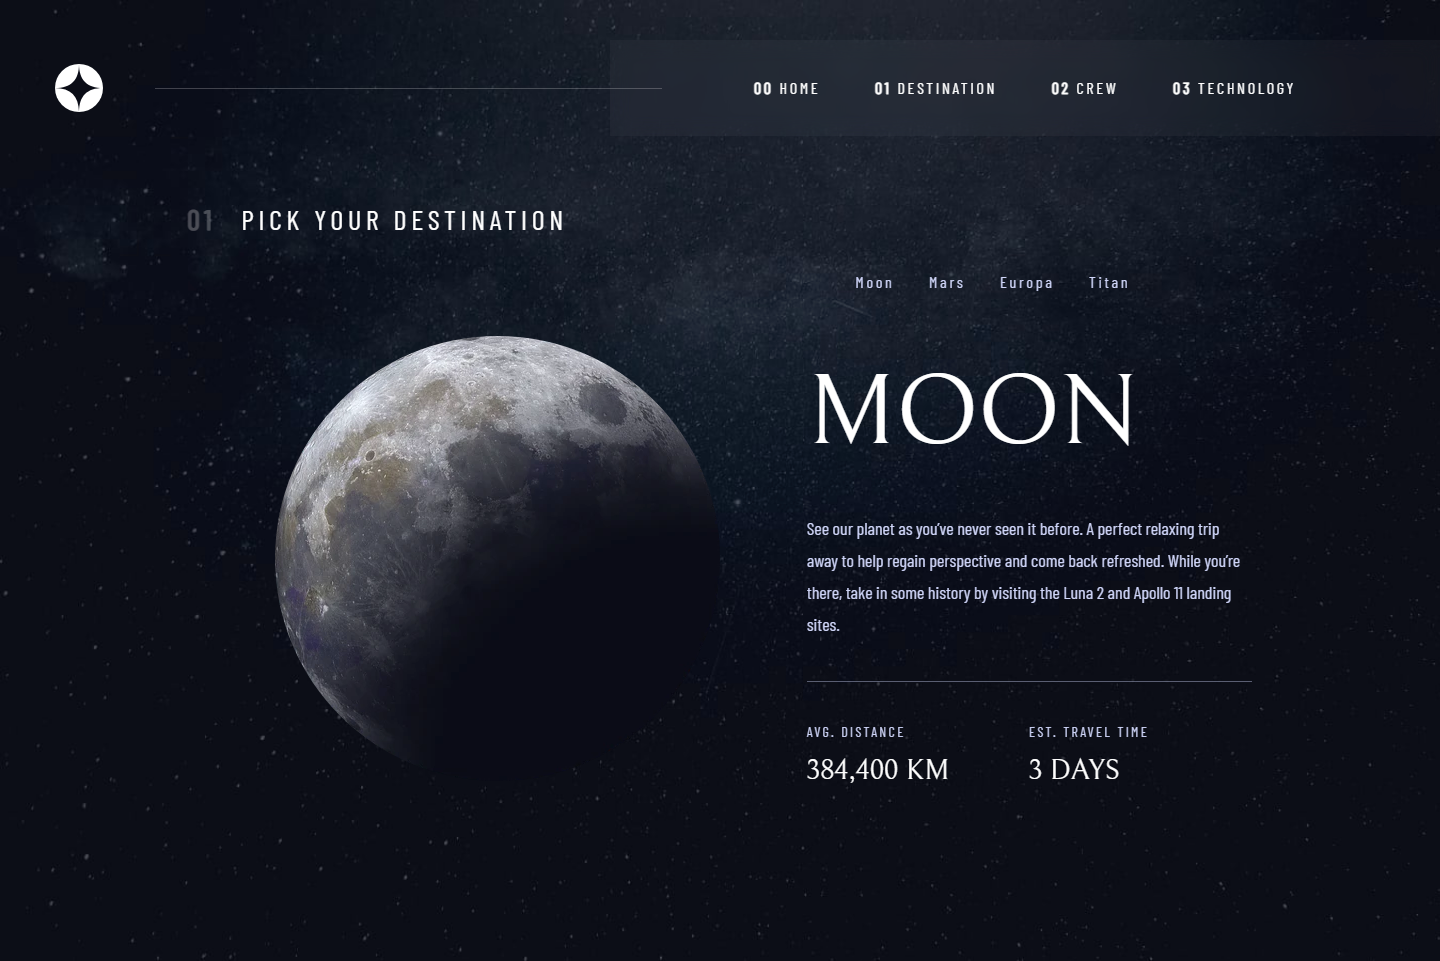 00 HOME 01 DESTINATION 02 CREW 03 TECHNOLOGY
01 PICK YOUR DESTINATION
Moon Mars Europa Titan
MOON
See our planet as you’ve never seen it before. A perfect relaxing trip
away to help regain perspective and come back refreshed. While you’re
there, take in some history by visiting the Luna 2 and Apollo 11 landing
sites.
AVG. DISTANCE EST. TRAVEL TIME
384,400 KM 3 DAYS